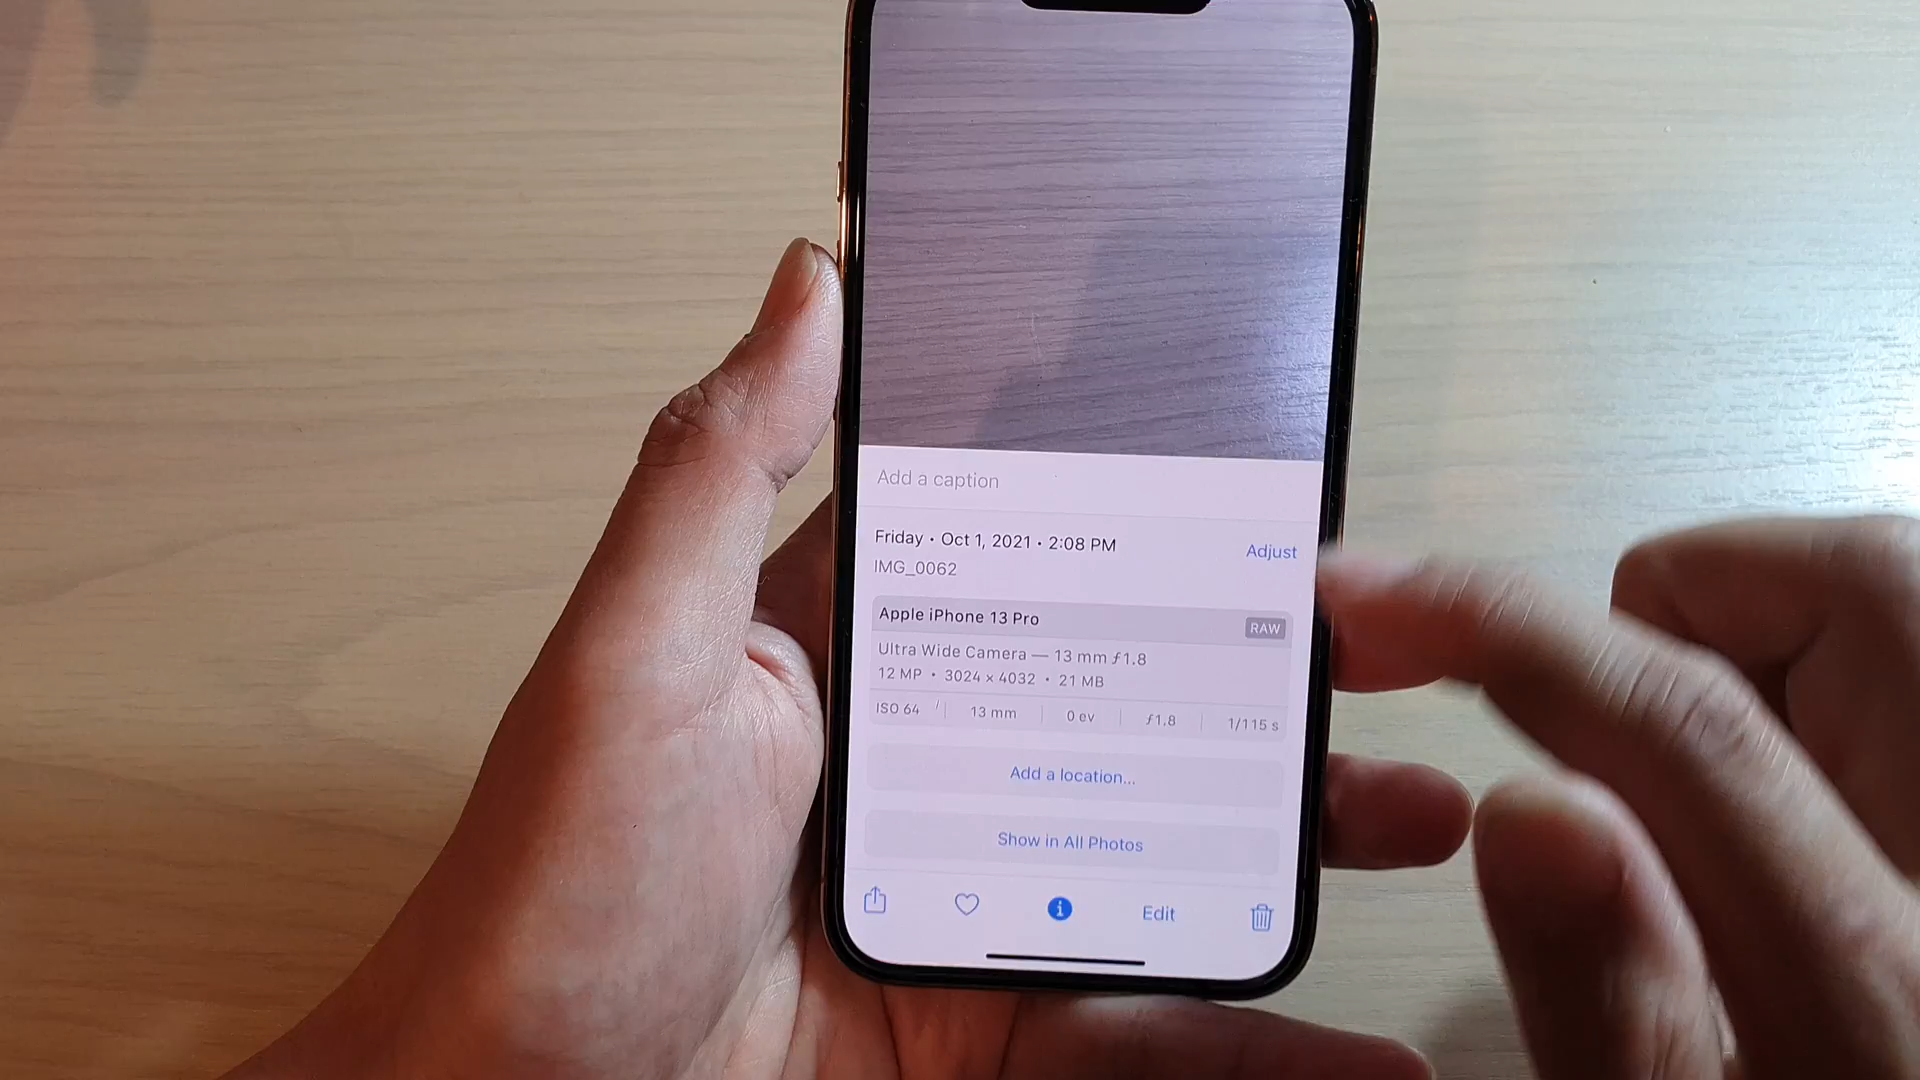 Add a caption
Friday • Oct 1, 2021 • 2:08 PM
Adjust
IMG_0062
Apple iPhone 13 Pro
RAW
Ultra Wide Camera — 13 mm ƒ1.8
12 MP • 3024 × 4032 • 21 MB
ISO 64 13 mm 0 ev ƒ1.8 1/115 s
Add a location...
Show in All Photos
Edit